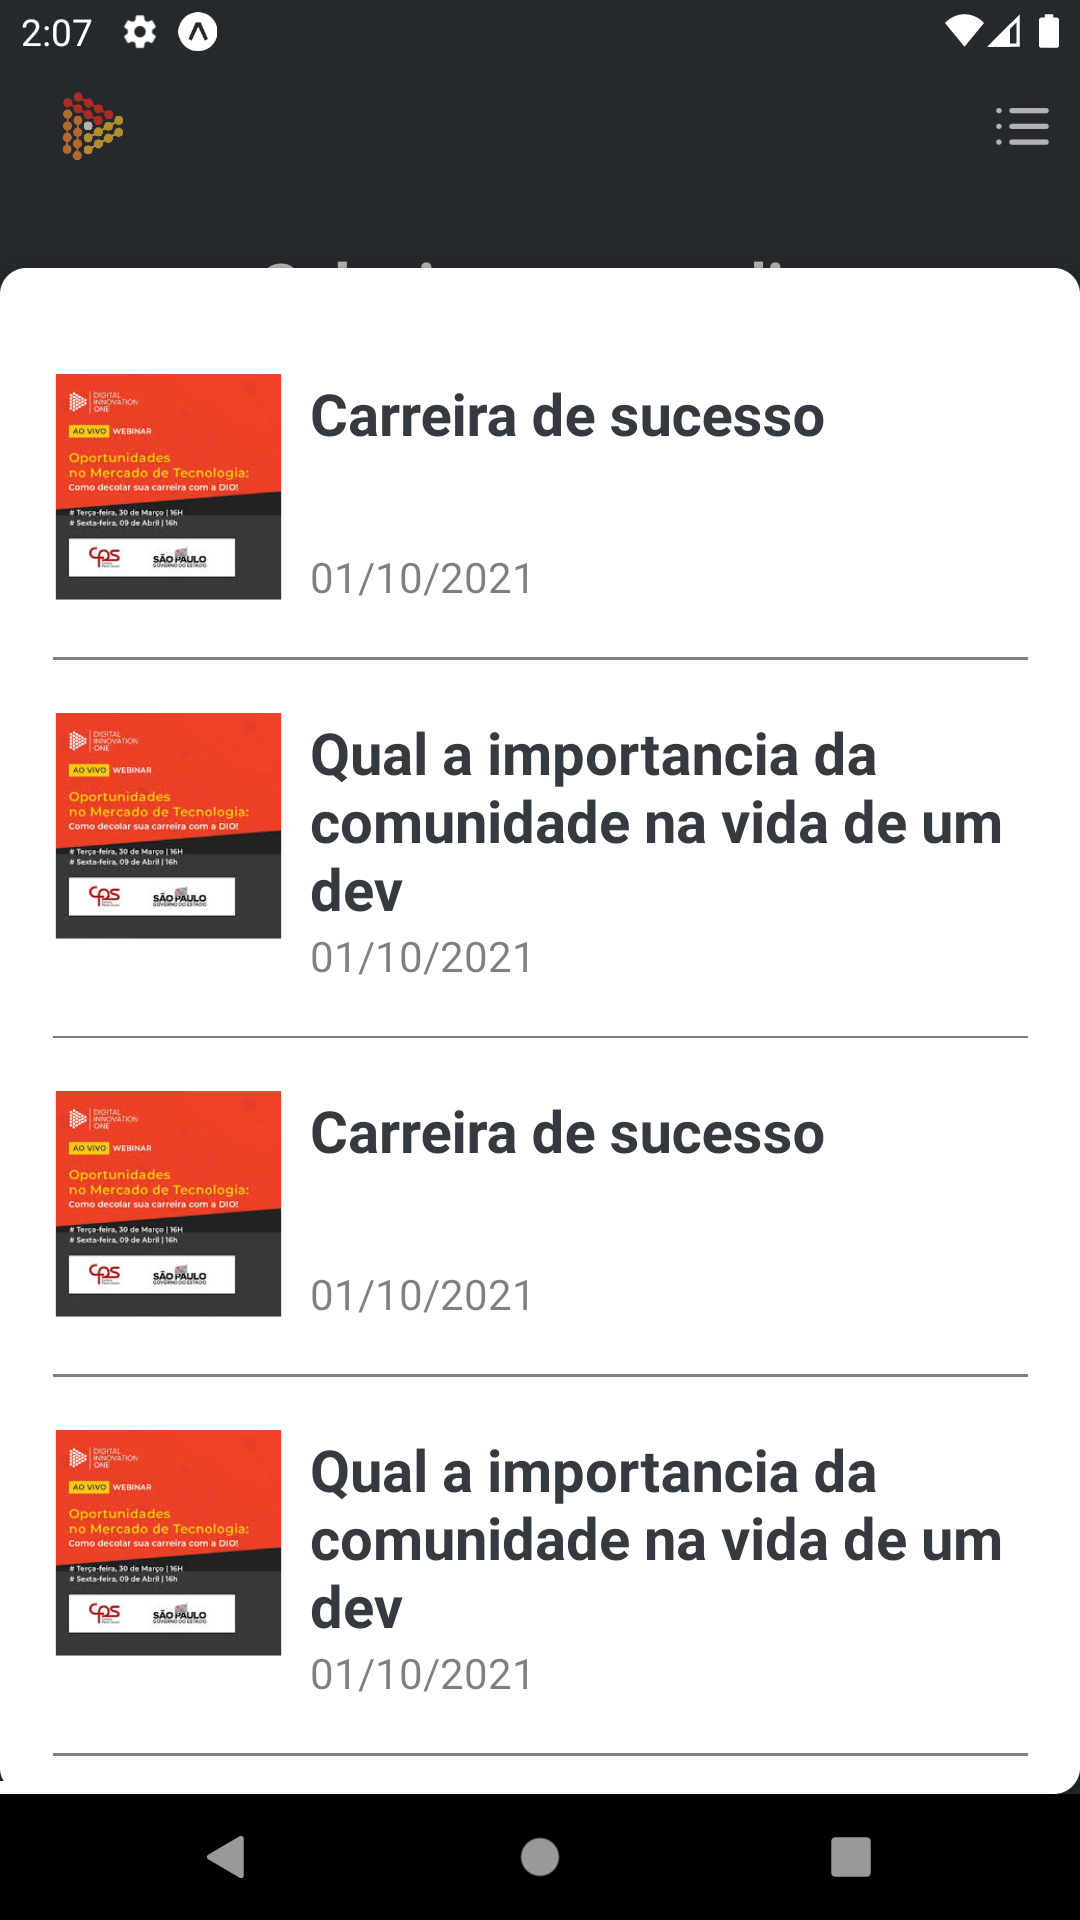 2:07
DIGITAL
INNOVATION
ONE
AO VIVO WEBINAR
Oportunidades
no Mercado de Tecnologia:
Como decolar sua carreira com a DIO!
# Terça-feira, 30 de Março | 16H
# Sexta-feira, 09 de Abril | 16h
CPS
SÃO PAULO
GOVERNO DO ESTADO
Carreira de sucesso
01/10/2021
DIGITAL
INNOVATION
ONE
AO VIVO WEBINAR
Oportunidades
no Mercado de Tecnologia:
Como decolar sua carreira com a DIO!
# Terça-feira, 30 de Março | 16H
# Sexta-feira, 09 de Abril | 16h
CPS
SÃO PAULO
GOVERNO DO ESTADO
Qual a importancia da
comunidade na vida de um
dev
01/10/2021
DIGITAL
INNOVATION
ONE
AO VIVO WEBINAR
Oportunidades
no Mercado de Tecnologia:
Como decolar sua carreira com a DIO!
# Terça-feira, 30 de Março | 16H
# Sexta-feira, 09 de Abril | 16h
CPS
SÃO PAULO
GOVERNO DO ESTADO
Carreira de sucesso
01/10/2021
DIGITAL
INNOVATION
ONE
AO VIVO WEBINAR
Oportunidades
no Mercado de Tecnologia:
Como decolar sua carreira com a DIO!
# Terça-feira, 30 de Março | 16H
# Sexta-feira, 09 de Abril | 16h
CPS
SÃO PAULO
GOVERNO DO ESTADO
Qual a importancia da
comunidade na vida de um
dev
01/10/2021